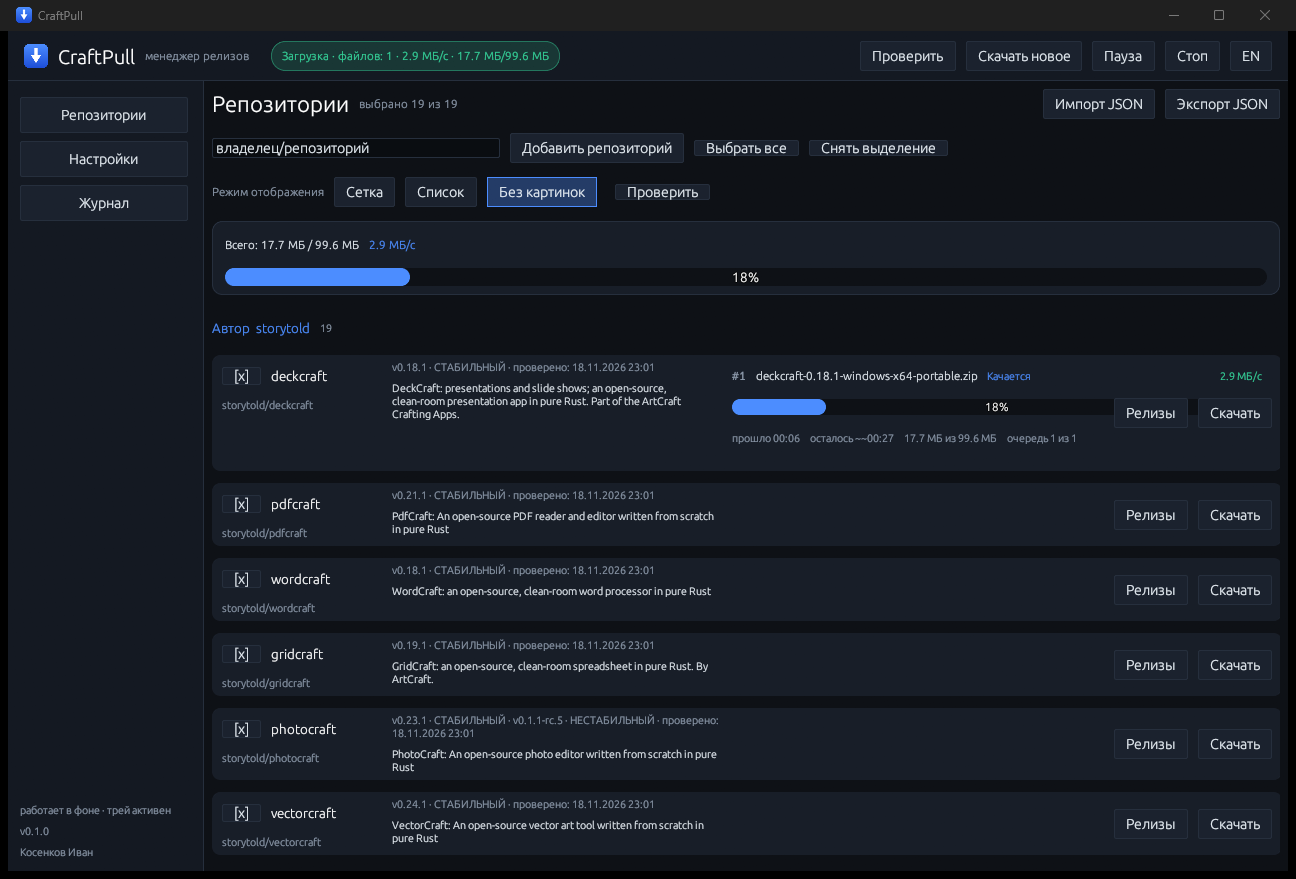 CraftPull
CraftPull менеджер релизов Загрузка · файлов: 1 · 2.9 МБ/с · 17.7 МБ/99.6 МБ Проверить Скачать новое Пауза Стоп EN
Репозитории
Настройки
Журнал
Репозитории выбрано 19 из 19 Импорт JSON Экспорт JSON
владелец/репозиторий Добавить репозиторий Выбрать все Снять выделение
Режим отображения Сетка Список Без картинок Проверить
Всего: 17.7 МБ / 99.6 МБ 2.9 МБ/с
18%
Автор storytold 19
[x] deckcraft
storytold/deckcraft
v0.18.1 · СТАБИЛЬНЫЙ · проверено: 18.11.2026 23:01
DeckCraft: presentations and slide shows; an open-source,
clean-room presentation app in pure Rust. Part of the ArtCraft
Crafting Apps.
#1 deckcraft-0.18.1-windows-x64-portable.zip Качается 2.9 МБ/с
18%
Релизы Скачать
прошло 00:06 осталось ~~00:27 17.7 МБ из 99.6 МБ очередь 1 из 1
[x] pdfcraft
storytold/pdfcraft
v0.21.1 · СТАБИЛЬНЫЙ · проверено: 18.11.2026 23:01
PdfCraft: An open-source PDF reader and editor written from scratch
in pure Rust
Релизы Скачать
[x] wordcraft
storytold/wordcraft
v0.18.1 · СТАБИЛЬНЫЙ · проверено: 18.11.2026 23:01
WordCraft: an open-source, clean-room word processor in pure Rust
Релизы Скачать
[x] gridcraft
storytold/gridcraft
v0.19.1 · СТАБИЛЬНЫЙ · проверено: 18.11.2026 23:01
GridCraft: an open-source, clean-room spreadsheet in pure Rust. By
ArtCraft.
Релизы Скачать
[x] photocraft
storytold/photocraft
v0.23.1 · СТАБИЛЬНЫЙ · v0.1.1-rc.5 · НЕСТАБИЛЬНЫЙ · проверено:
18.11.2026 23:01
PhotoCraft: An open-source photo editor written from scratch in pure
Rust
Релизы Скачать
[x] vectorcraft
storytold/vectorcraft
v0.24.1 · СТАБИЛЬНЫЙ · проверено: 18.11.2026 23:01
VectorCraft: An open-source vector art tool written from scratch in
pure Rust
Релизы Скачать
работает в фоне · трей активен
v0.1.0
Косенков Иван